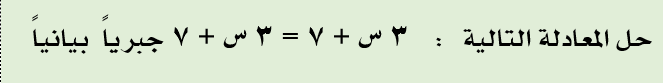 حل المعادلة التالية : ٣ س + ٧ = ٣ س + ٧ جبرياً بيانياً